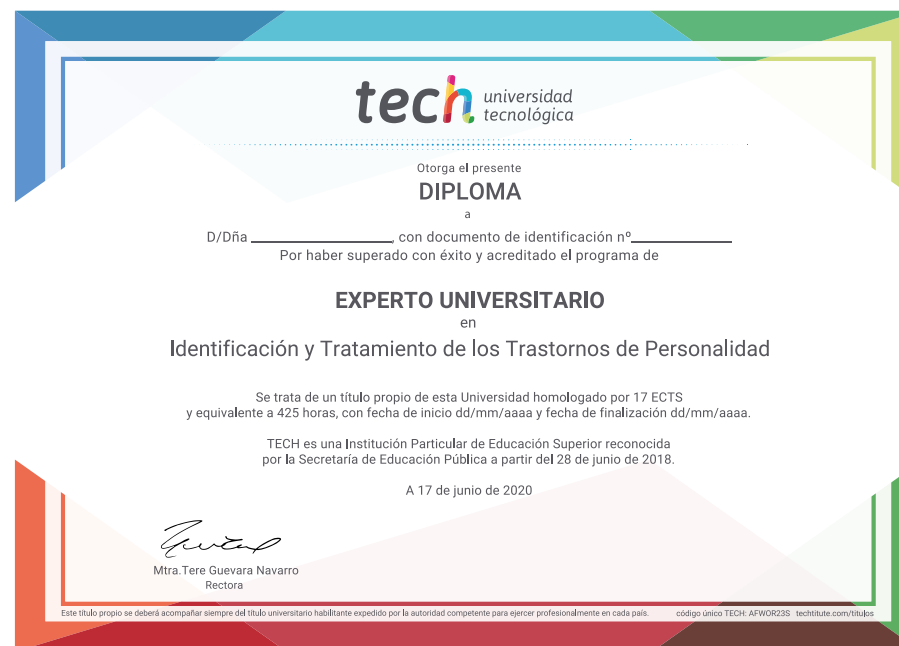 tech universidad
tecnológica
Otorga el presente
DIPLOMA
a
D/Dña ____________________, con documento de identificación nº______________
Por haber superado con éxito y acreditado el programa de
EXPERTO UNIVERSITARIO
en
Identificación y Tratamiento de los Trastornos de Personalidad
Se trata de un título propio de esta Universidad homologado por 17 ECTS
y equivalente a 425 horas, con fecha de inicio dd/mm/aaaa y fecha de finalización dd/mm/aaaa.
TECH es una Institución Particular de Educación Superior reconocida
por la Secretaría de Educación Pública a partir del 28 de junio de 2018.
A 17 de junio de 2020
Mtra.Tere Guevara Navarro
Rectora
Este título propio se deberá acompañar siempre del título universitario habilitante expedido por la autoridad competente para ejercer profesionalmente en cada país. código único TECH: AFWOR23S techtitute.com/titulos